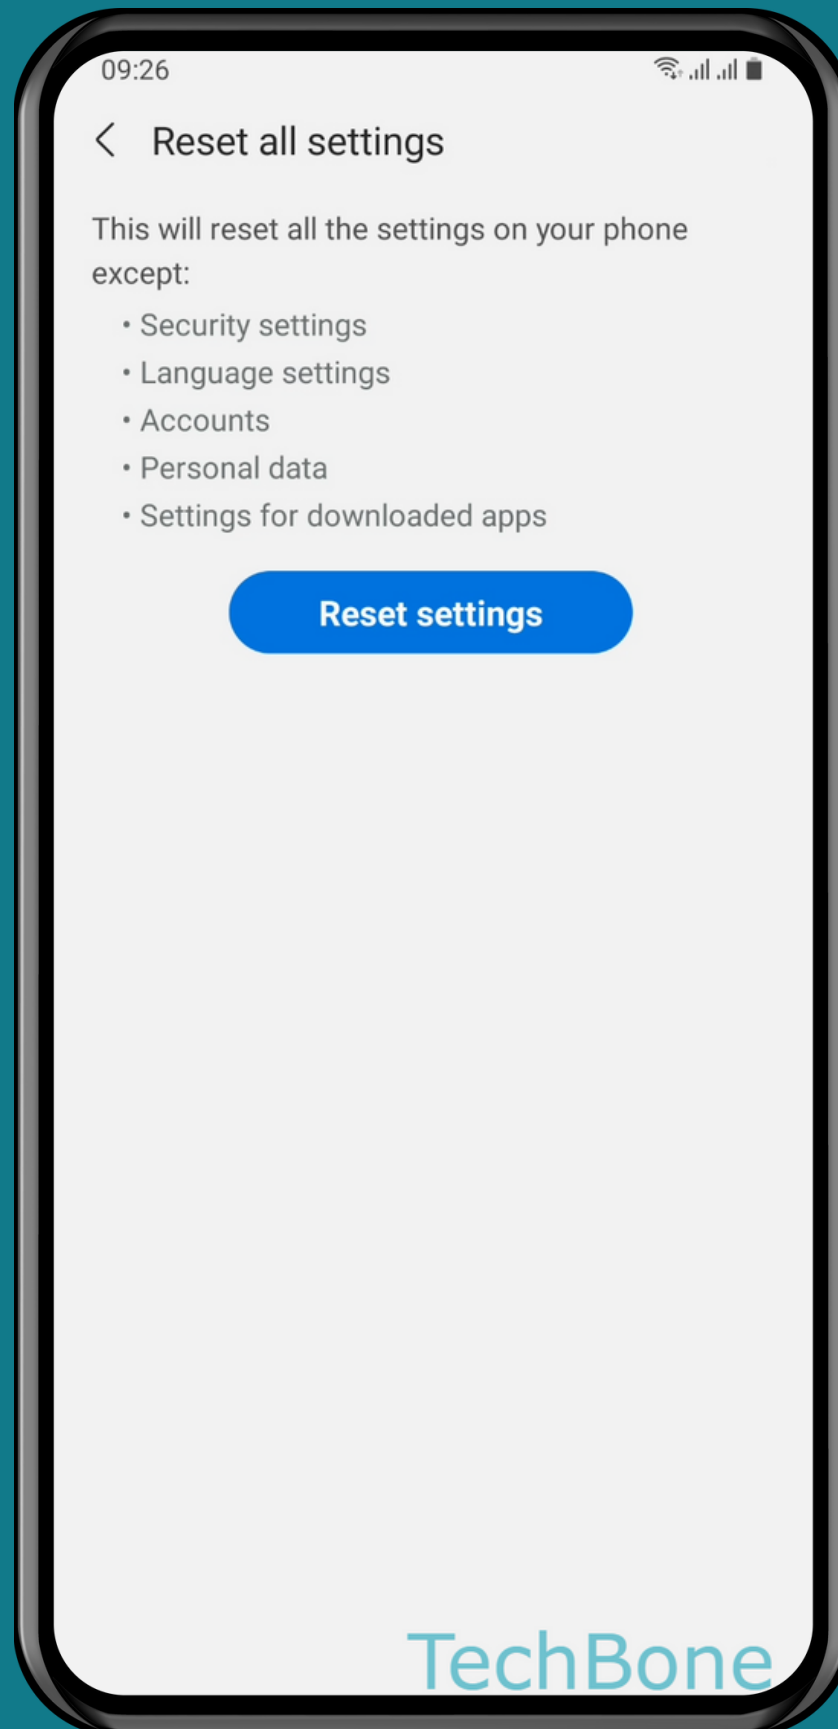 09:26
Reset all settings
This will reset all the settings on your phone
except:
• Security settings
• Language settings
• Accounts
• Personal data
• Settings for downloaded apps
Reset settings
TechBone